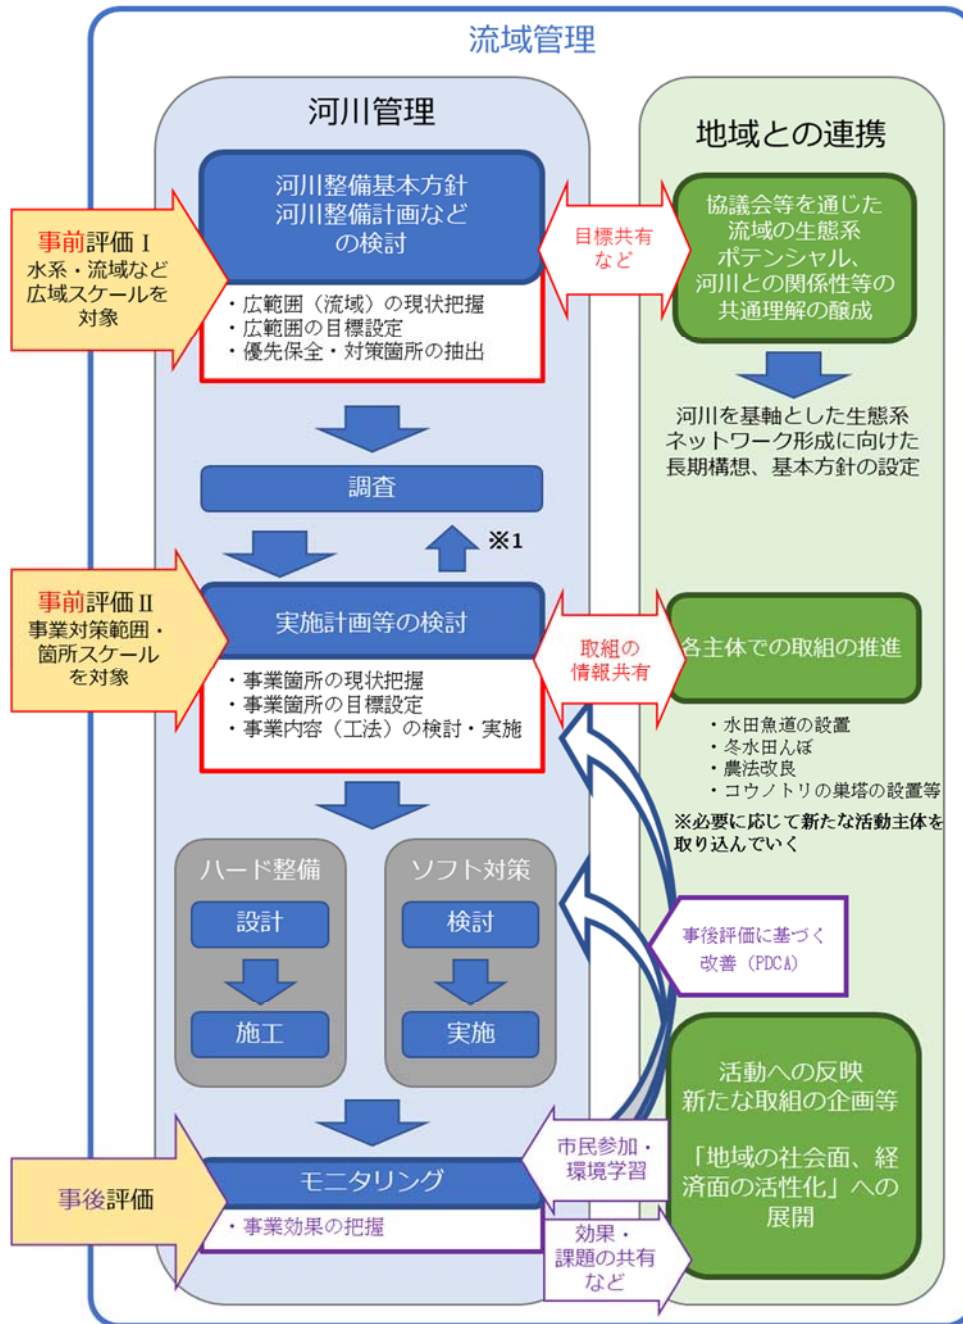 流域管理
河川管理
河川整備基本方針
河川整備計画など
の検討
・広範囲（流域）の現状把握
・広範囲の目標設定
・優先保全・対策箇所の抽出
事前評価Ⅰ
水系・流域など
広域スケールを
対象
目標共有
など
地域との連携
協議会等を通じた
流域の生態系
ポテンシャル、
河川との関係性等の
共通理解の醸成
河川を基軸とした生態系
ネットワーク形成に向けた
長期構想、基本方針の設定
調査
※1
事前評価Ⅱ
事業対策範囲・
箇所スケール
を対象
実施計画等の検討
・事業箇所の現状把握
・事業箇所の目標設定
・事業内容（工法）の検討・実施
取組の
情報共有
各主体での取組の推進
・水田魚道の設置
・冬水田んぼ
・農法改良
・コウノトリの巣塔の設置等
※必要に応じて新たな活動主体を
取り込んでいく
ハード整備
設計
施工
ソフト対策
検討
実施
事後評価に基づく
改善（PDCA）
活動への反映
新たな取組の企画等
「地域の社会面、経
済面の活性化」への
展開
事後評価
モニタリング
・事業効果の把握
市民参加・
環境学習
効果・
課題の共有
など